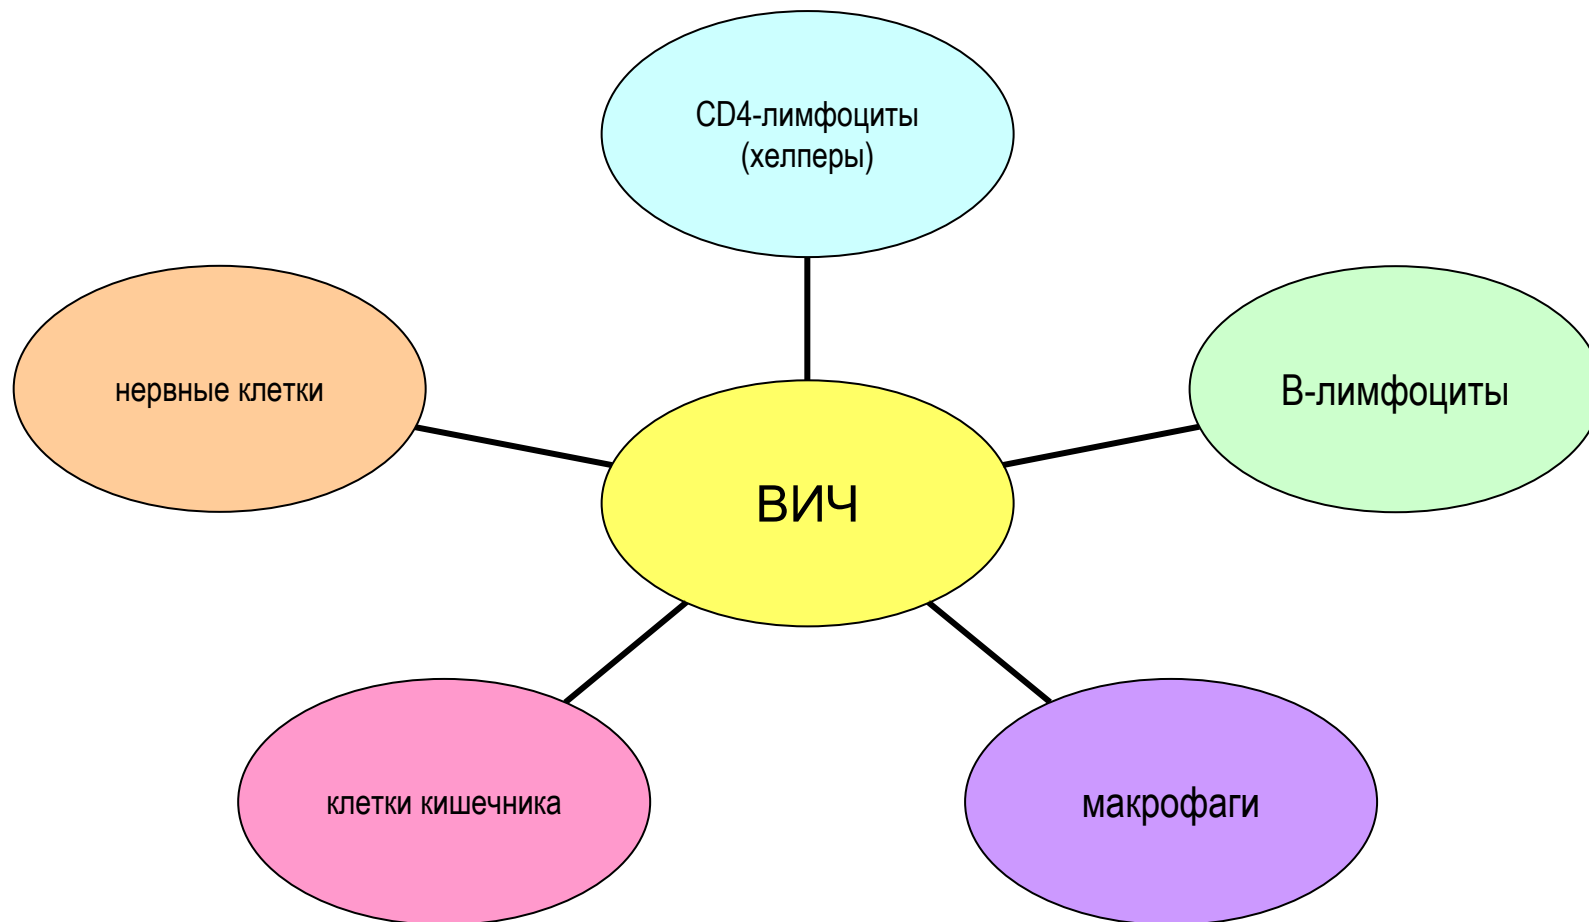 CD4-лимфоциты
(хелперы)
нервные клетки
В-лимфоциты
ВИЧ
клетки кишечника
макрофаги